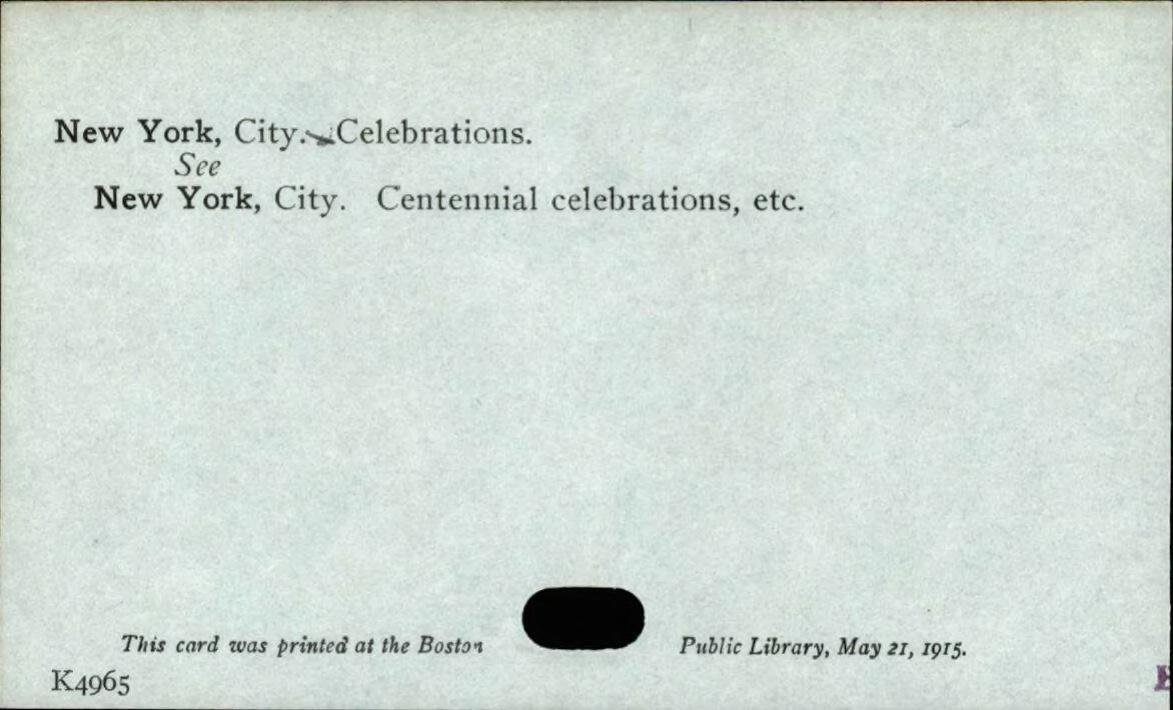 New York, City. Celebrations.
See
New York, City. Centennial celebrations, etc.
This card was printed at the Boston Public Library, May 21, 1915.
K4965